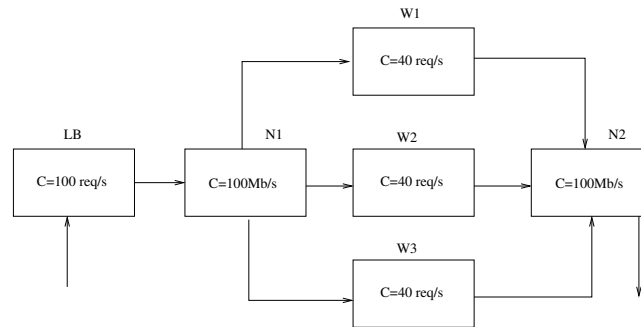 W1
C=40 req/s
LB
N1
W2
N2
C=100 req/s
C=100Mb/s
C=40 req/s
C=100Mb/s
W3
C=40 req/s